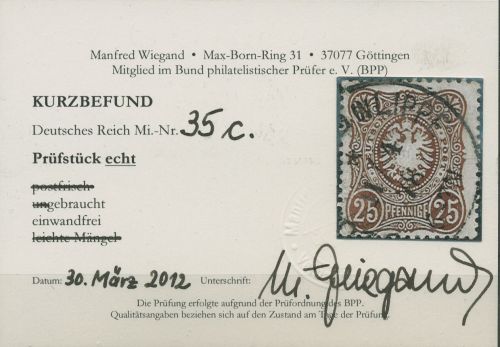 Manfred Wiegand • Max-Born-Ring 31 • 37077 Göttingen
Mitglied im Bund philatelistischer Prüfer e. V. (BPP)
KURZBEFUND
Deutsches Reich Mi.-Nr. 35 c.
Prüfstück echt
postfrisch
ungebraucht
einwandfrei
leichte Mängel
LIPP
25 PFENNIG 25
Datum: 30. März 2012 Unterschrift: M. Wiegand
Die Prüfung erfolgte aufgrund der Prüfordnung des BPP.
Qualitätsangaben beziehen sich auf den Zustand am Tage der Prüfung.